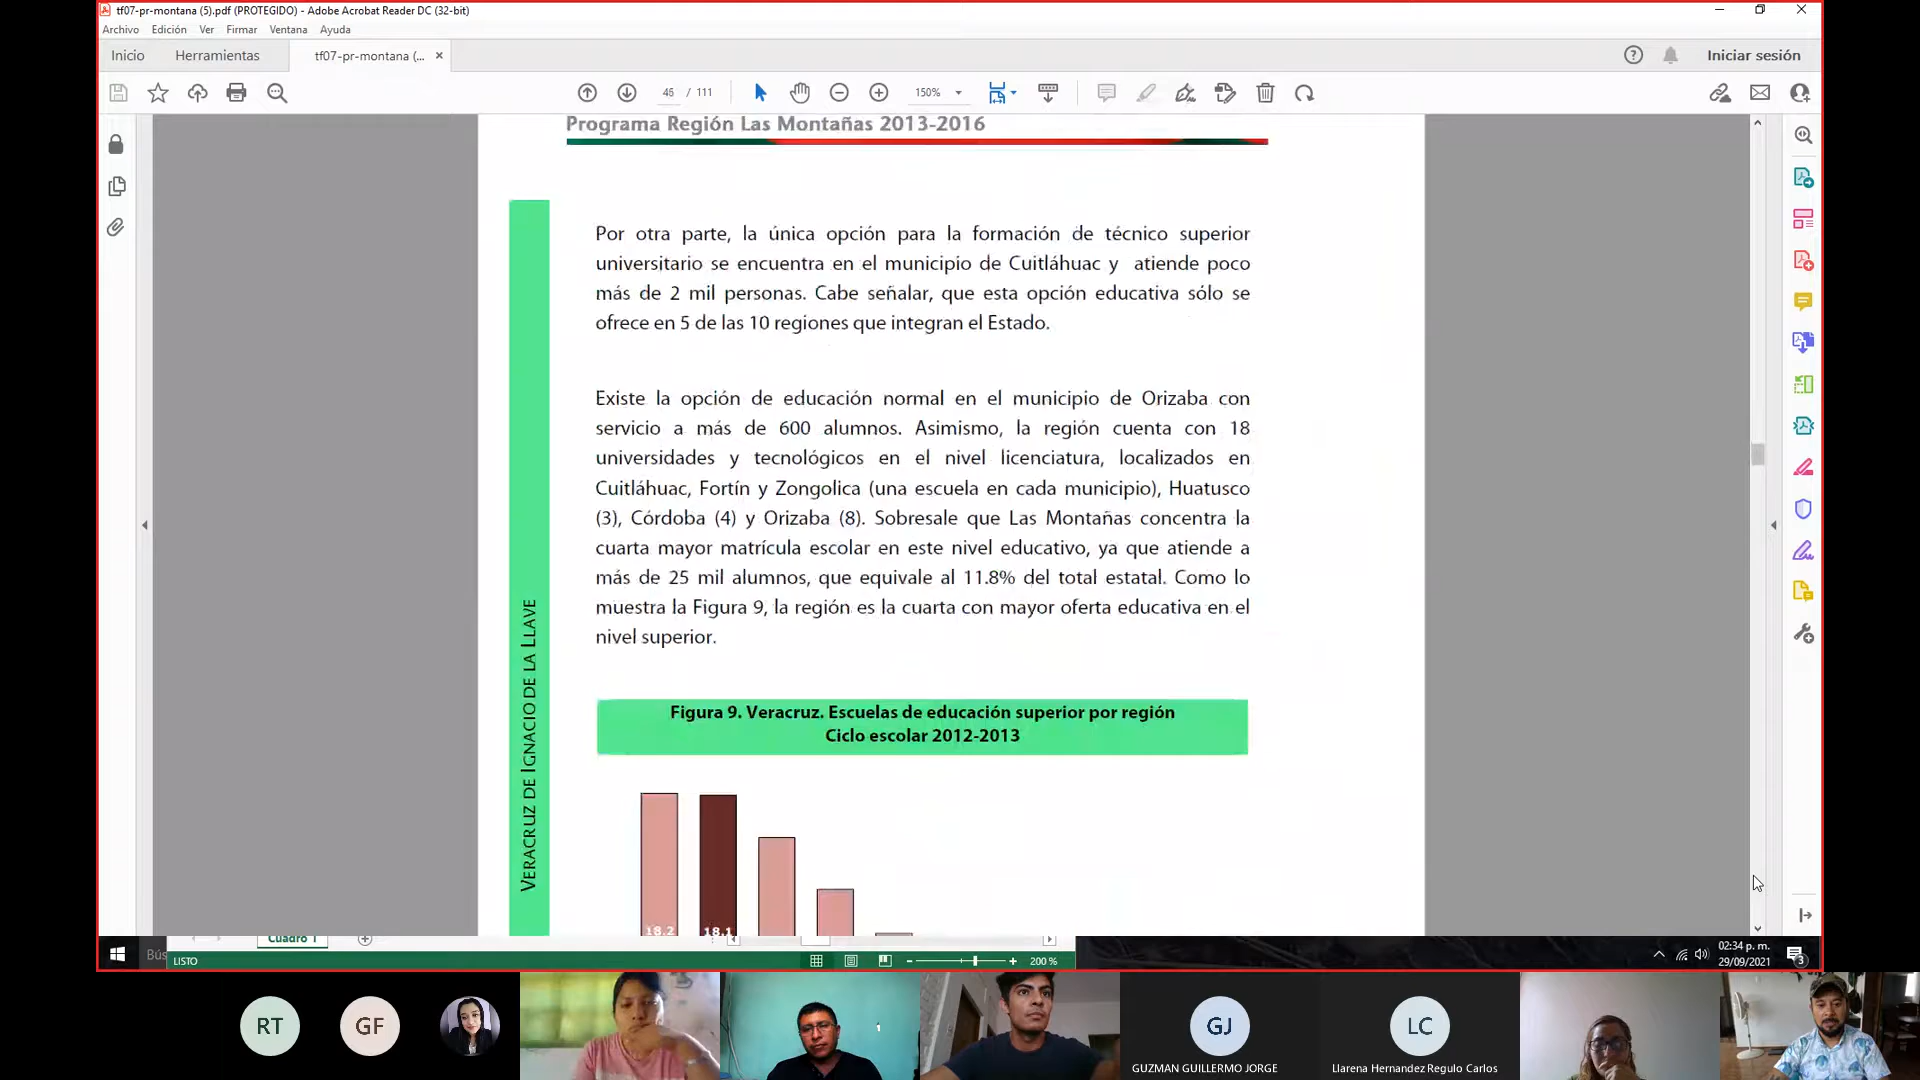 tf07-pr-montana (5).pdf (PROTEGIDO) - Adobe Acrobat Reader DC (32-bit)
Archivo Edición Ver Firmar Ventana Ayuda
Inicio Herramientas tf07-pr-montana (... × Iniciar sesión
46 / 111 150%
Programa Región Las Montañas 2013-2016
Por otra parte, la única opción para la formación de técnico superior
universitario se encuentra en el municipio de Cuitláhuac y atiende poco
más de 2 mil personas. Cabe señalar, que esta opción educativa sólo se
ofrece en 5 de las 10 regiones que integran el Estado.
Existe la opción de educación normal en el municipio de Orizaba con
servicio a más de 600 alumnos. Asimismo, la región cuenta con 18
universidades y tecnológicos en el nivel licenciatura, localizados en
Cuitláhuac, Fortín y Zongolica (una escuela en cada municipio), Huatusco
(3), Córdoba (4) y Orizaba (8). Sobresale que Las Montañas concentra la
cuarta mayor matrícula escolar en este nivel educativo, ya que atiende a
más de 25 mil alumnos, que equivale al 11.8% del total estatal. Como lo
muestra la Figura 9, la región es la cuarta con mayor oferta educativa en el
nivel superior.
VERACRUZ DE IGNACIO DE LA LLAVE
Figura 9. Veracruz. Escuelas de educación superior por región
Ciclo escolar 2012-2013
18.2 18.1
Cuadro 1
Bús
LISTO 200 %
02:34 p. m.
29/09/2021
3
RT GF GJ LC
GUZMAN GUILLERMO JORGE Llarena Hernandez Regulo Carlos